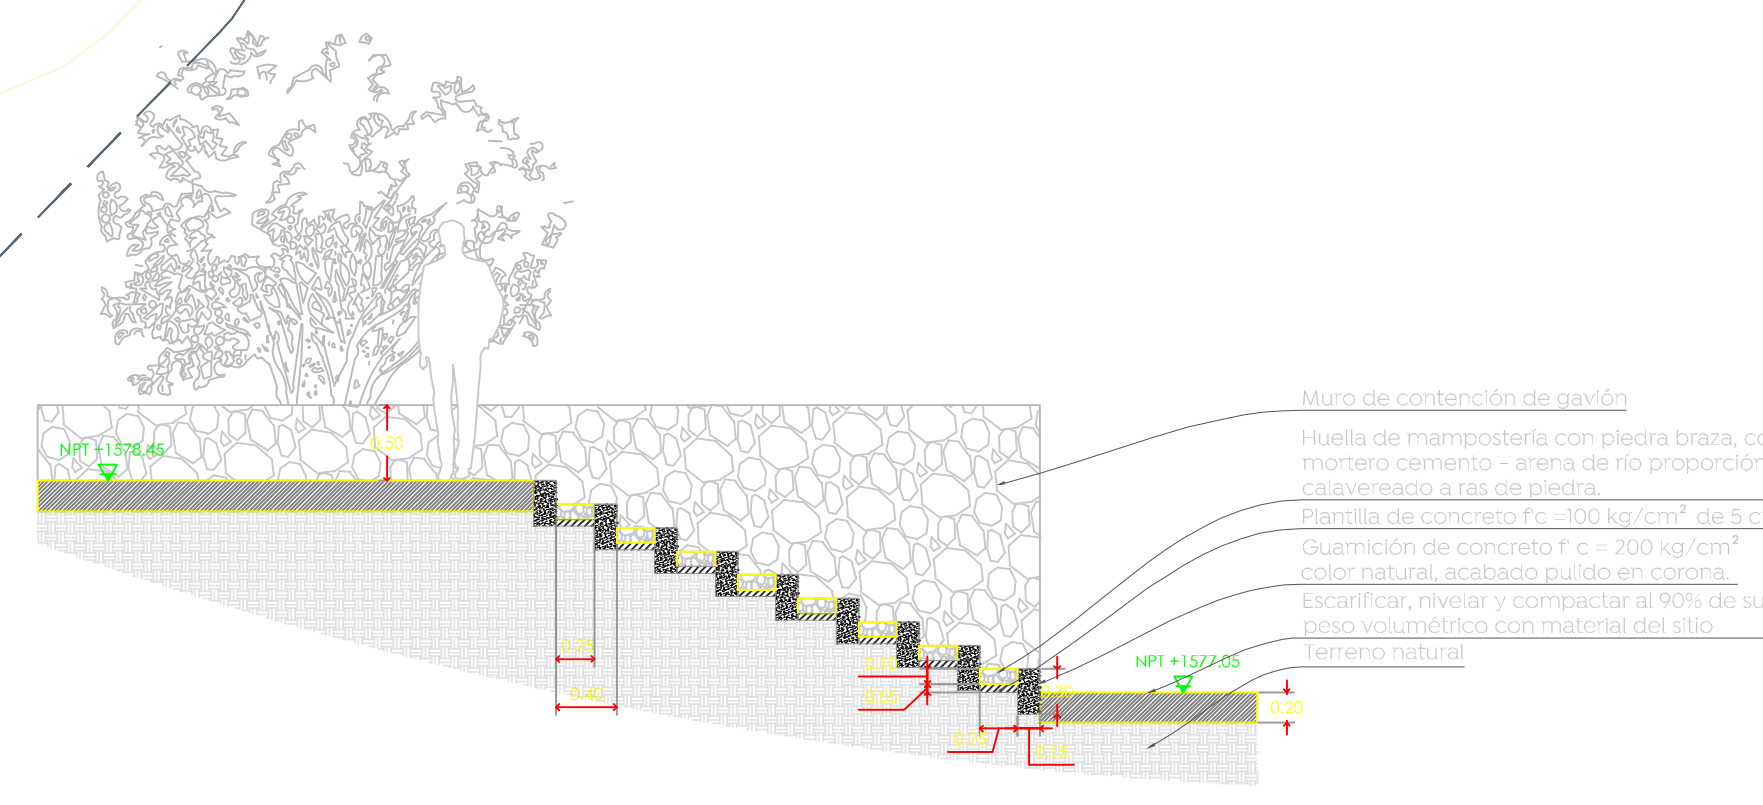 Muro de contención de gavión
NPT +1578.45
0.50
Huella de mampostería con piedra braza, co
mortero cemento - arena de río proporción
calavereado a ras de piedra.
Plantilla de concreto f'c =100 kg/cm² de 5 c
Guarnición de concreto f' c = 200 kg/cm²
color natural, acabado pulido en corona.
Escarificar, nivelar y compactar al 90% de su
peso volumétrico con material del sitio
Terreno natural
NPT +1577.05
0.25
0.40
0.10
0.05
0.30
0.20
0.25
0.15